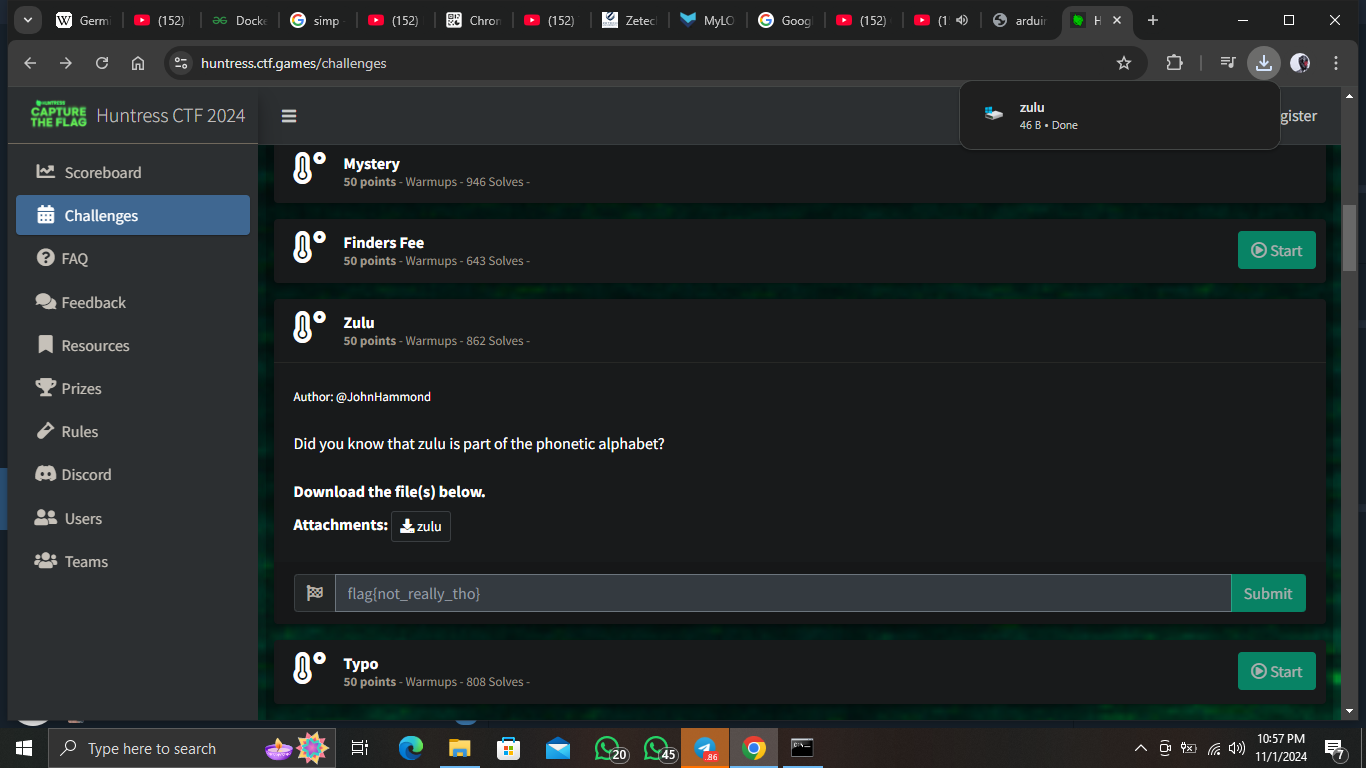 Germi (152) Docke simp (152) Chron (152) Zetec MyLO Googl (152) (1 arduir H
huntress.ctf.games/challenges
CAPTURE THE FLAG Huntress CTF 2024
zulu
46 B • Done
gister
Scoreboard
Challenges
FAQ
Feedback
Resources
Prizes
Rules
Discord
Users
Teams
Mystery
50 points - Warmups - 946 Solves -
Finders Fee
50 points - Warmups - 643 Solves -
Start
Zulu
50 points - Warmups - 862 Solves -
Author: @JohnHammond
Did you know that zulu is part of the phonetic alphabet?
Download the file(s) below.
Attachments: zulu
flag{not_really_tho} Submit
Typo
50 points - Warmups - 808 Solves -
Start
Type here to search
20
45
.86
10:57 PM
11/1/2024
7